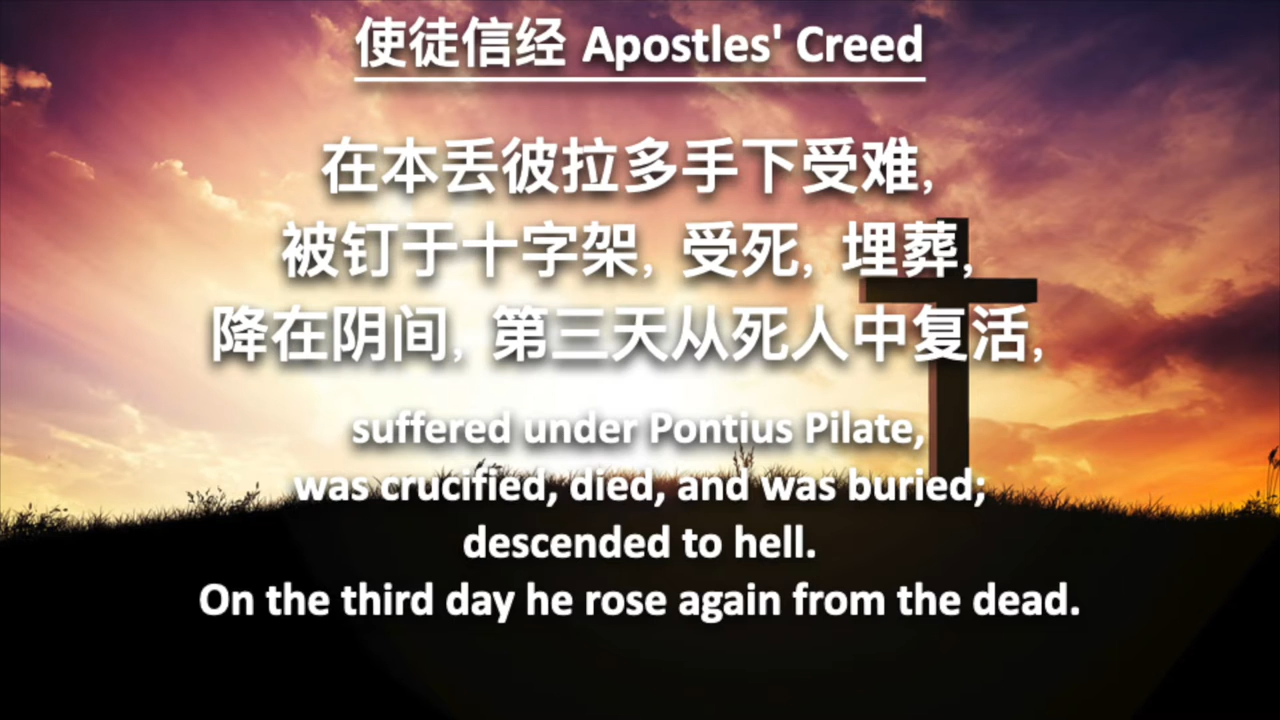 使徒信经 Apostles' Creed
在本丢彼拉多手下受难,
被钉于十字架, 受死, 埋葬,
降在阴间, 第三天从死人中复活,
suffered under Pontius Pilate,
was crucified, died, and was buried;
descended to hell.
On the third day he rose again from the dead.